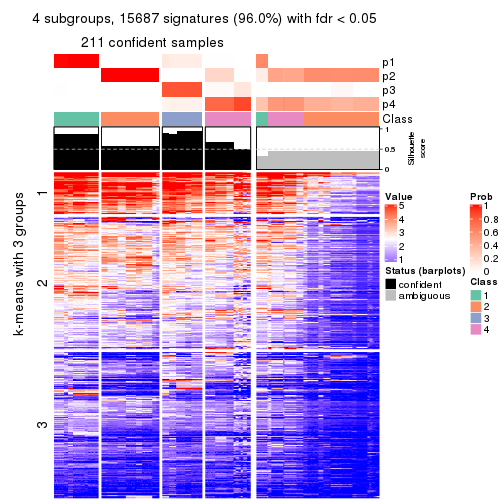 4 subgroups, 15687 signatures (96.0%) with fdr < 0.05
211 confident samples
p1
p2
p3
p4
Class
1
0.5
0
Silhouette
score
k-means with 3 groups
1
2
3
Value
5
4
3
2
1
Status (barplots)
confident
ambiguous
Prob
1
0.8
0.6
0.4
0.2
0
Class
1
2
3
4